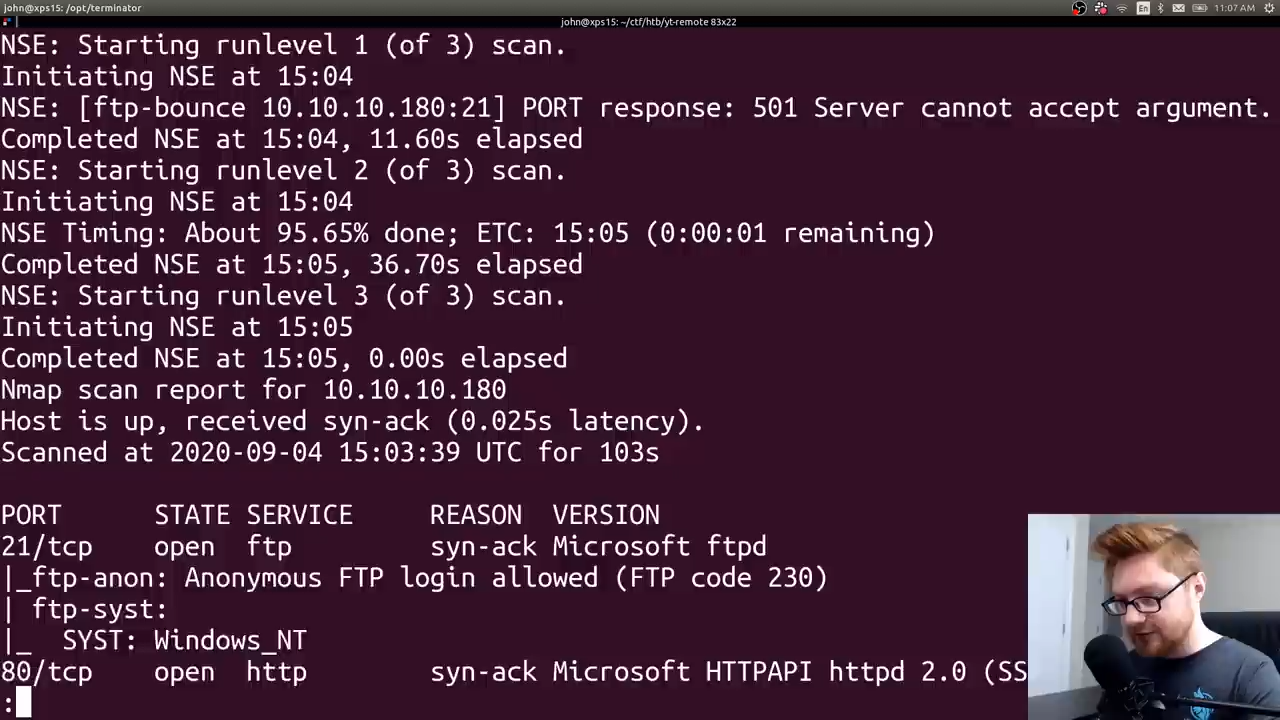 john@xps15: /opt/terminator
En
11:07 AM
john@xps15: ~/ctf/htb/yt-remote 83x22
NSE: Starting runlevel 1 (of 3) scan.
Initiating NSE at 15:04
NSE: [ftp-bounce 10.10.10.180:21] PORT response: 501 Server cannot accept argument.
Completed NSE at 15:04, 11.60s elapsed
NSE: Starting runlevel 2 (of 3) scan.
Initiating NSE at 15:04
NSE Timing: About 95.65% done; ETC: 15:05 (0:00:01 remaining)
Completed NSE at 15:05, 36.70s elapsed
NSE: Starting runlevel 3 (of 3) scan.
Initiating NSE at 15:05
Completed NSE at 15:05, 0.00s elapsed
Nmap scan report for 10.10.10.180
Host is up, received syn-ack (0.025s latency).
Scanned at 2020-09-04 15:03:39 UTC for 103s
PORT STATE SERVICE REASON VERSION
21/tcp open ftp syn-ack Microsoft ftpd
|_ftp-anon: Anonymous FTP login allowed (FTP code 230)
| ftp-syst:
|_ SYST: Windows_NT
80/tcp open http syn-ack Microsoft HTTPAPI httpd 2.0 (SS
: